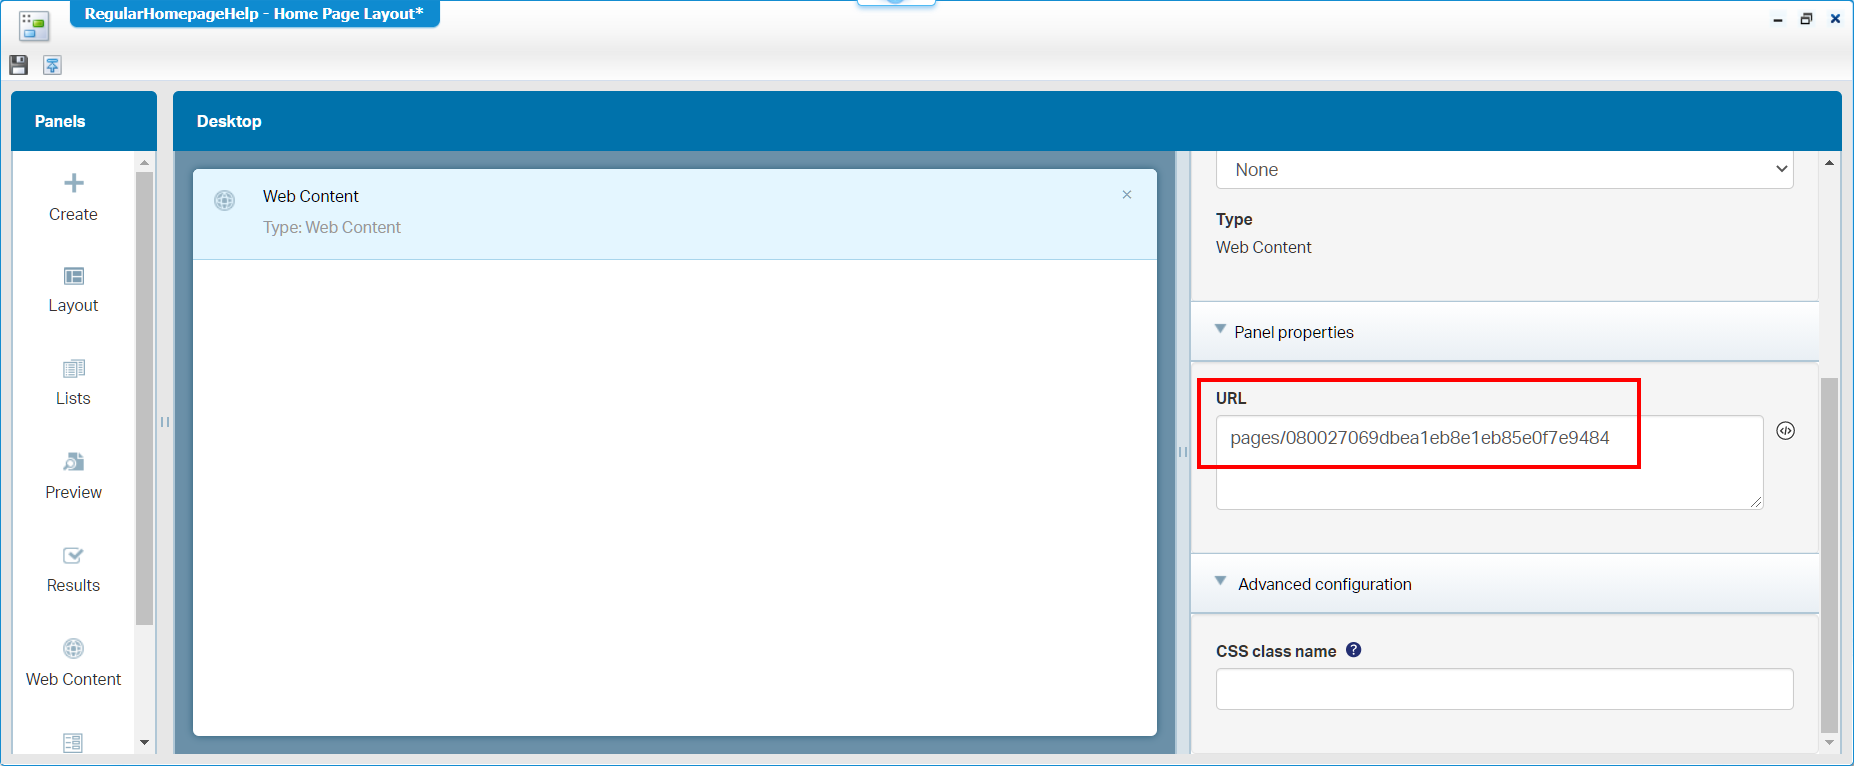 RegularHomepageHelp - Home Page Layout*
Panels
Desktop
Create
Layout
Lists
Preview
Results
Web Content
Web Content
Type: Web Content
None
Type
Web Content
Panel properties
URL
pages/080027069dbea1eb8e1eb85e0f7e9484
Advanced configuration
CSS class name ?